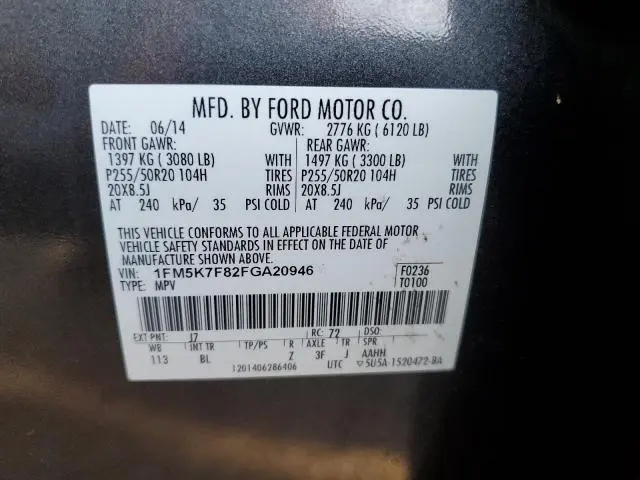 MFD. BY FORD MOTOR CO.
DATE: 06/14 GVWR: 2776 KG ( 6120 LB)
FRONT GAWR: REAR GAWR:
1397 KG ( 3080 LB) WITH 1497 KG ( 3300 LB) WITH
P255/50R20 104H TIRES P255/50R20 104H TIRES
20X8.5J RIMS 20X8.5J RIMS
AT 240 kPa/ 35 PSI COLD AT 240 kPa/ 35 PSI COLD
THIS VEHICLE CONFORMS TO ALL APPLICABLE FEDERAL MOTOR
VEHICLE SAFETY STANDARDS IN EFFECT ON THE DATE OF
MANUFACTURE SHOWN ABOVE.
VIN: 1FM5K7F82FGA20946 F0236
TYPE: MPV T0100
EXT PNT: J7 RC: 72 DSO:
WB INT TR TP/PS R AXLE TR SPR
113 BL Z 3F J AAHH
1201406286406 UTC 5U5A-1520472-BA